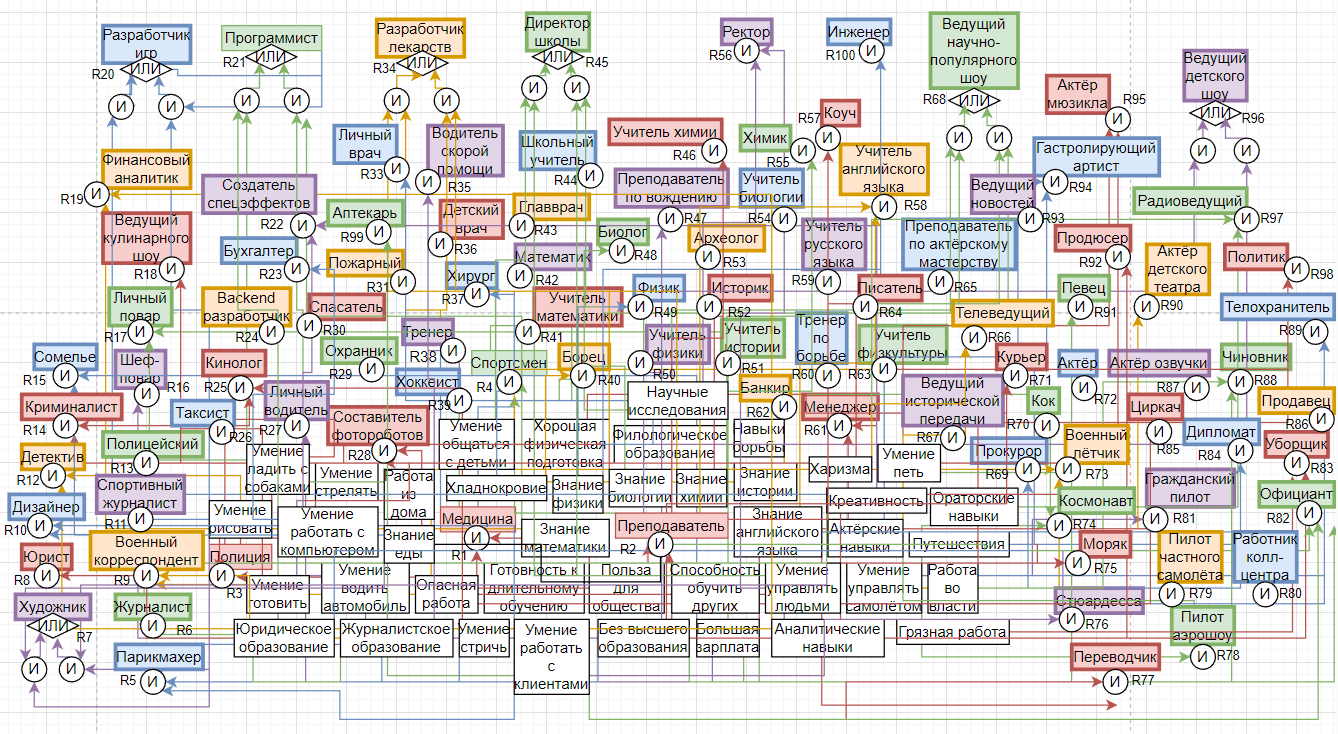 Разработчик
игр
R20
ИЛИ
Программист
R21
ИЛИ
Разработчик
лекарств
R34
ИЛИ
Директор
школы
ИЛИ
R45
Ректор
R56
И
Инженер
R100
И
Ведущий
научно-
популярного
шоу
R68
ИЛИ
Актёр
мюзикла
R95
И
Ведущий
детского
шоу
ИЛИ
R96
И
И
И
И
И
И
И
И
И
И
И
И
Личный
врач
R33
И
Водитель
скорой
помощи
И
R35
Школьный
учитель
R44
И
Учитель химии
R46
И
Химик
R55
И
Коуч
R57
И
Учитель
английского
языка
И
R58
Гастролирующий
артист
И
R94
Финансовый
аналитик
R19
И
Создатель
спецэффектов
R22
И
Аптекарь
R99
И
Детский
врач
И
R36
Главврач
И
R43
Преподаватель
по вождению
И
R47
Учитель
биологии
R54
И
Ведущий
новостей
И
R93
Радиоведущий
И
R97
Ведущий
кулинарного
шоу
R18
И
Бухгалтер
R23
И
Пожарный
R31
И
Хирург
R37
И
Математик
И
R42
Биолог
И
R48
Археолог
И
R53
Учитель
русского
языка
R59
И
Преподаватель
по актёрскому
мастерству
И
R65
Продюсер
R92
И
Актёр
детского
театра
И
R90
Политик
И
R98
Личный
повар
R17
И
Backend
разработчик
R24
И
Спасатель
И
R30
Тренер
R38
И
Учитель
математики
И
R41
Физик
И
R49
Историк
И
R52
Писатель
И
R64
Певец
И
R91
Телохранитель
R89
И
Сомелье
R15
И
Шеф-
повар
И
R16
Кинолог
R25
И
Охранник
R29
И
Спортсмен
R4
И
Борец
И
R40
Учитель
физики
И
R50
Учитель
истории
И
R51
Тренер
по
борьбе
R60
И
Учитель
физкультуры
R63
И
Телеведущий
И
R66
Курьер
И
R71
Актёр
И
R72
Актёр озвучки
R87
И
Чиновник
И
R88
Криминалист
R14
И
Таксист
И
R26
Личный
водитель
R27
И
Хоккеист
R39
И
Научные
исследования
Банкир
R62
И
Менеджер
R61
И
Ведущий
исторической
передачи
R67
И
Кок
R70
И
Циркач
И
R85
Продавец
R86
И
Детектив
R12
И
Полицейский
R13
И
Составитель
фотороботов
R28
И
Умение
общаться
с детьми
Хорошая
физическая
подготовка
Филологическое
образование
Навыки
борьбы
Прокурор
R69
И
Военный
лётчик
И
R73
Дипломат
R84
И
Уборщик
И
R83
Умение
ладить с
собаками
Умение
стрелять
Работа
из
дома
Хладнокровие
Знание
физики
Знание
биологии
Знание
химии
Знание
истории
Харизма
Умение
петь
Дизайнер
R10
И
Спортивный
журналист
R11
И
Умение
рисовать
Умение
работать с
компьютером
Знание
еды
Медицина
R1
И
Знание
математики
Преподаватель
R2
И
Знание
английского
языка
Креативность
Ораторские
навыки
Актёрские
навыки
Путешествия
Космонавт
И
R74
Гражданский
пилот
И
R81
Официант
R82
И
Юрист
R8
И
Военный
корреспондент
R9
И
Полиция
И
R3
Моряк
И
R75
Пилот
частного
самолёта
И
R79
Работник
колл-
центра
И
R80
Умение
готовить
Умение
водить
автомобиль
Опасная
работа
Готовность к
длительному
обучению
Польза
для
общества
Способность
обучить
других
Умение
управлять
людьми
Умение
управлять
самолётом
Работа
во
власти
Художник
ИЛИ
R7
Журналист
И
R6
Стюардесса
И
R76
Пилот
аэрошоу
И
R78
Юридическое
образование
Журналистское
образование
Умение
стричь
Умение
работать
с
клиентами
Без высшего
образования
Большая
зарплата
Аналитические
навыки
Грязная работа
И
И
Парикмахер
R5
И
Переводчик
И
R77